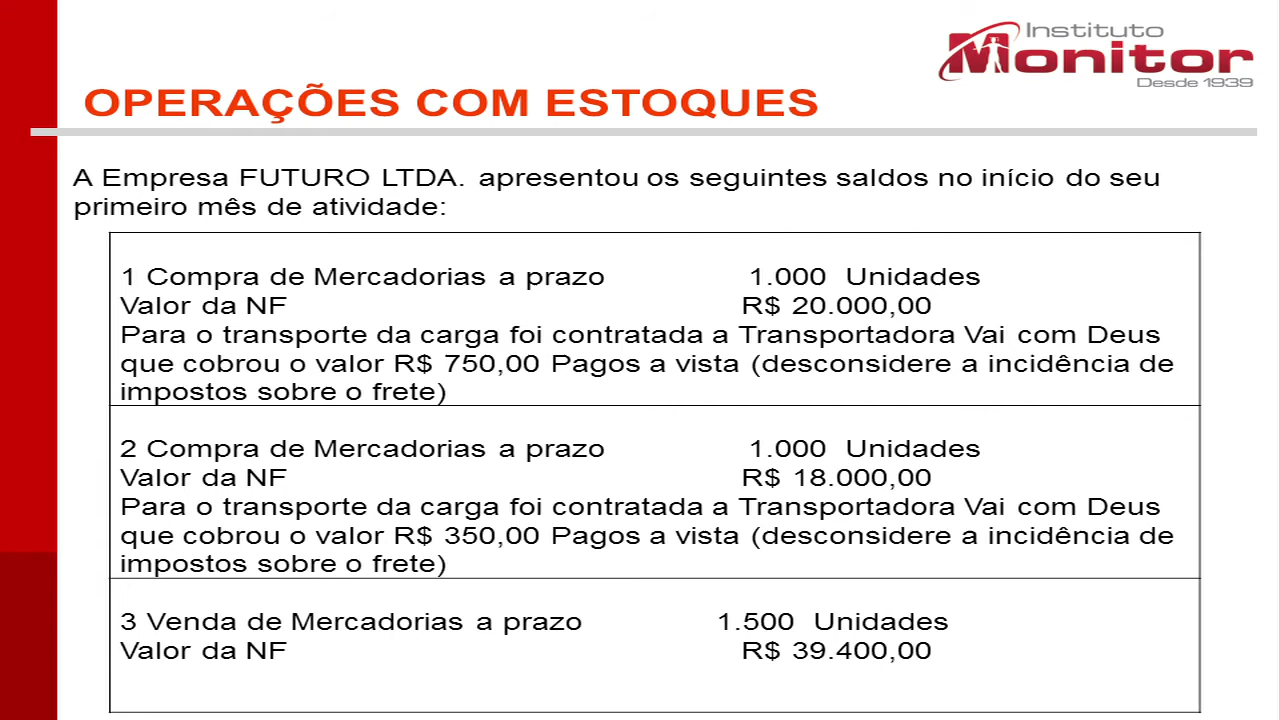 Instituto
Monitor
Desde 1939
OPERAÇÕES COM ESTOQUES
A Empresa FUTURO LTDA. apresentou os seguintes saldos no início do seu
primeiro mês de atividade:
1 Compra de Mercadorias a prazo 1.000 Unidades
Valor da NF R$ 20.000,00
Para o transporte da carga foi contratada a Transportadora Vai com Deus
que cobrou o valor R$ 750,00 Pagos a vista (desconsidere a incidência de
impostos sobre o frete)
2 Compra de Mercadorias a prazo 1.000 Unidades
Valor da NF R$ 18.000,00
Para o transporte da carga foi contratada a Transportadora Vai com Deus
que cobrou o valor R$ 350,00 Pagos a vista (desconsidere a incidência de
impostos sobre o frete)
3 Venda de Mercadorias a prazo 1.500 Unidades
Valor da NF R$ 39.400,00